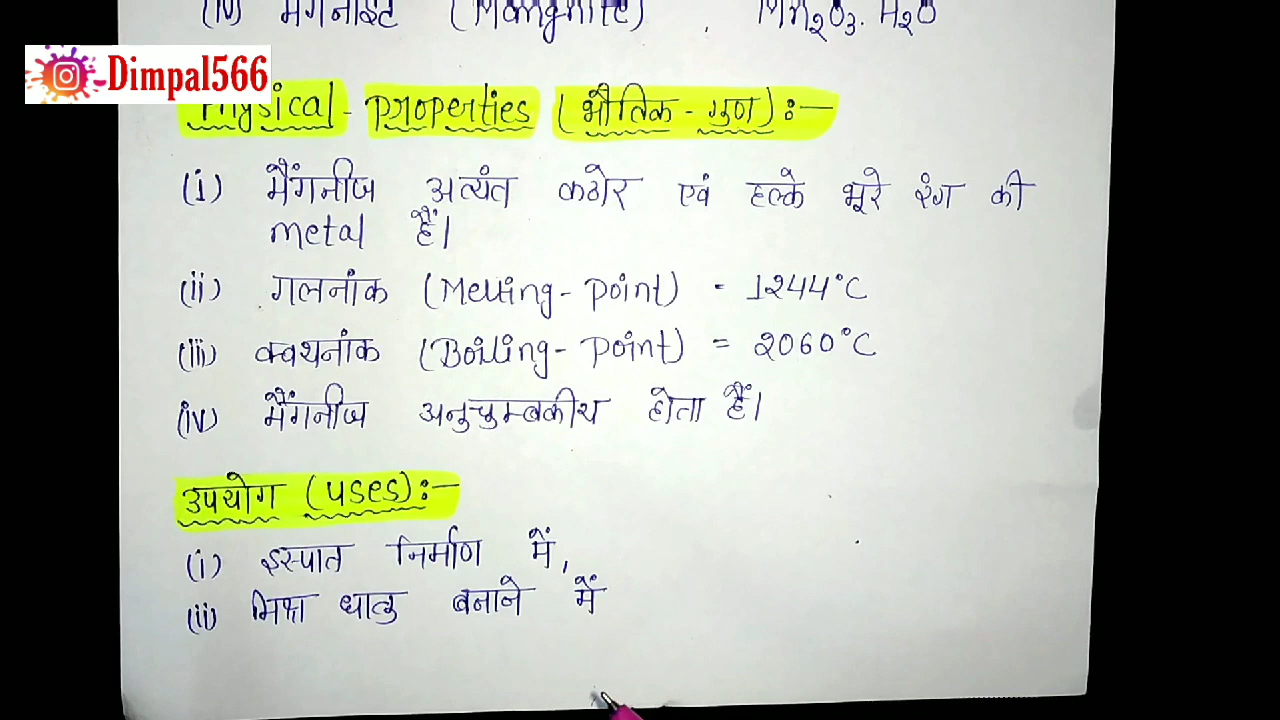 (iv) मैंगनाइट (Manganite) . Mn2O3.H2O
Dimpal566
Physical - Properties (भौतिक - गुण) :-
(i) मैंगनीज अत्यंत कठोर एवं हल्के भूरे रंग की
metal हैं।
(ii) गलनांक (Melting - Point) = 1244°C
(iii) क्वथनांक (Boiling - Point) = 2060°C
(iv) मैंगनीज अनुचुम्बकीय होता हैं।
उपयोग (uses) :-
(i) इस्पात निर्माण में,
(ii) मिश्र धातु बनाने में